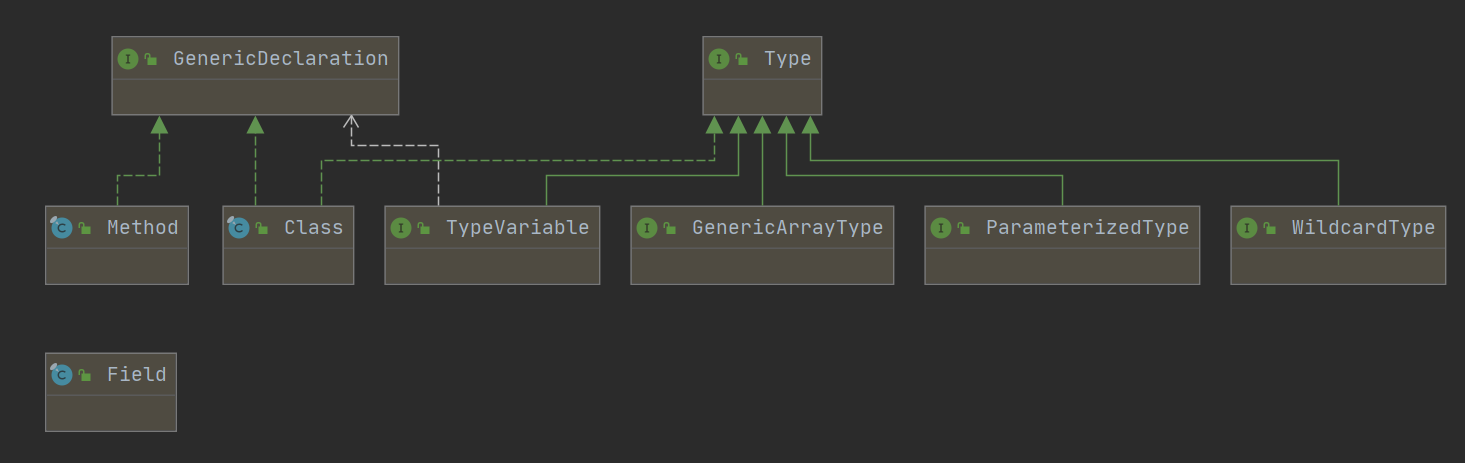 I GenericDeclaration
I Type
C Method
C Class
I TypeVariable
I GenericArrayType
I ParameterizedType
I WildcardType
C Field